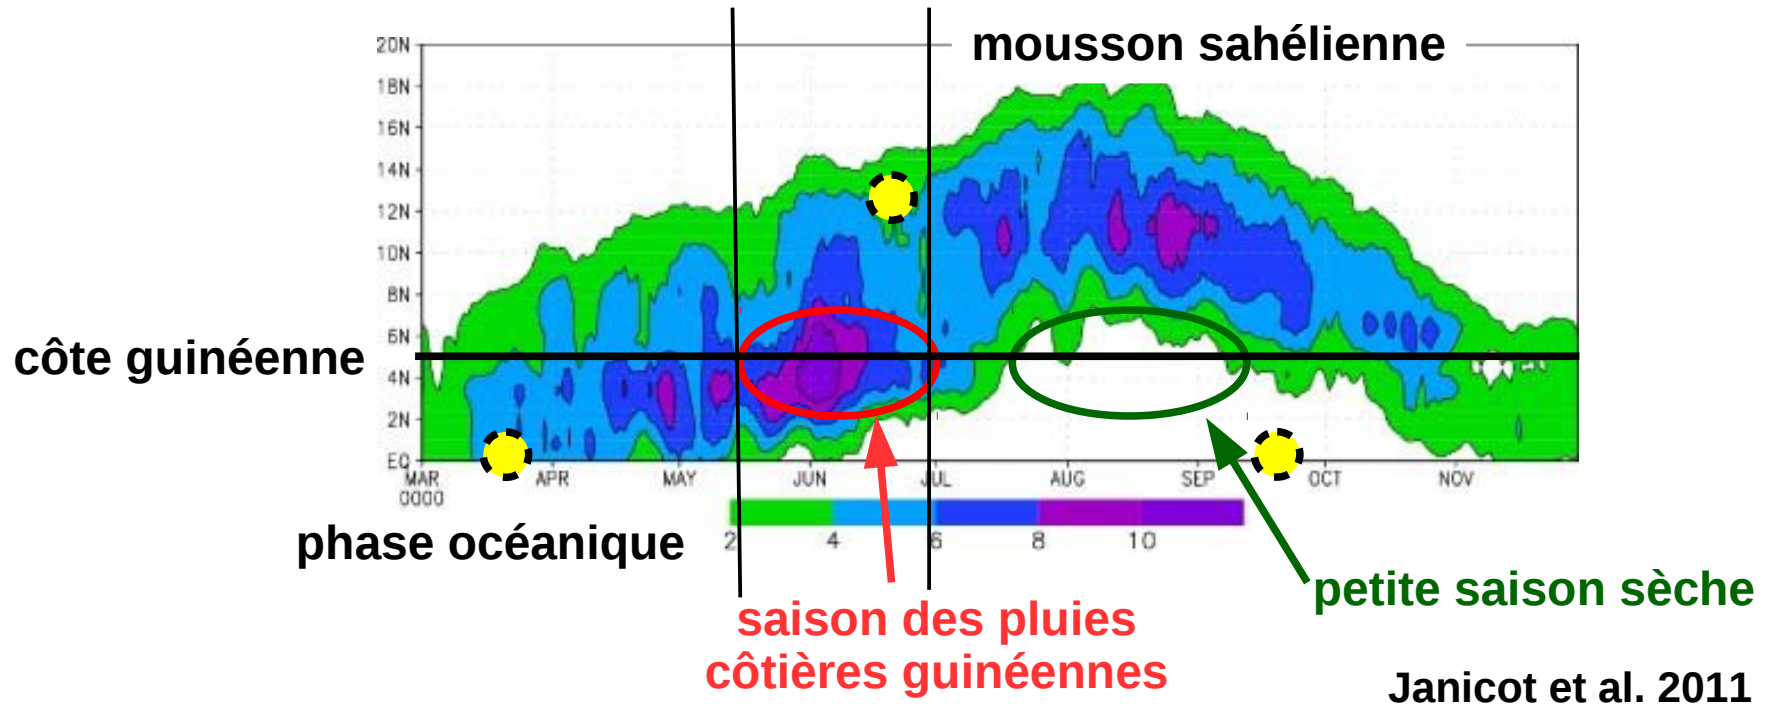 mousson sahélienne
20N
18N
16N
14N
12N
10N
8N
6N
côte guinéenne
4N
2N
EQ
MAR APR MAY JUN JUL AUG SEP OCT NOV
0000
phase océanique
2 4 6 8 10
petite saison sèche
saison des pluies
côtières guinéennes
Janicot et al. 2011